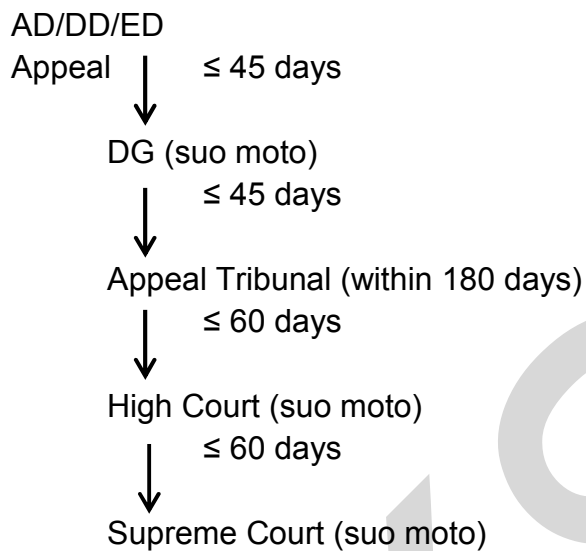 AD/DD/ED
Appeal ≤ 45 days
DG (suo moto)
≤ 45 days
Appeal Tribunal (within 180 days)
≤ 60 days
High Court (suo moto)
≤ 60 days
Supreme Court (suo moto)